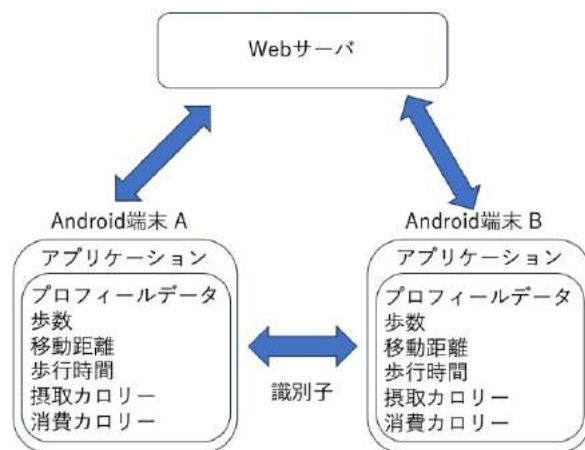 Webサーバ
Android端末 A
Android端末 B
アプリケーション
プロフィールデータ
歩数
移動距離
歩行時間
摂取カロリー
消費カロリー
識別子
アプリケーション
プロフィールデータ
歩数
移動距離
歩行時間
摂取カロリー
消費カロリー